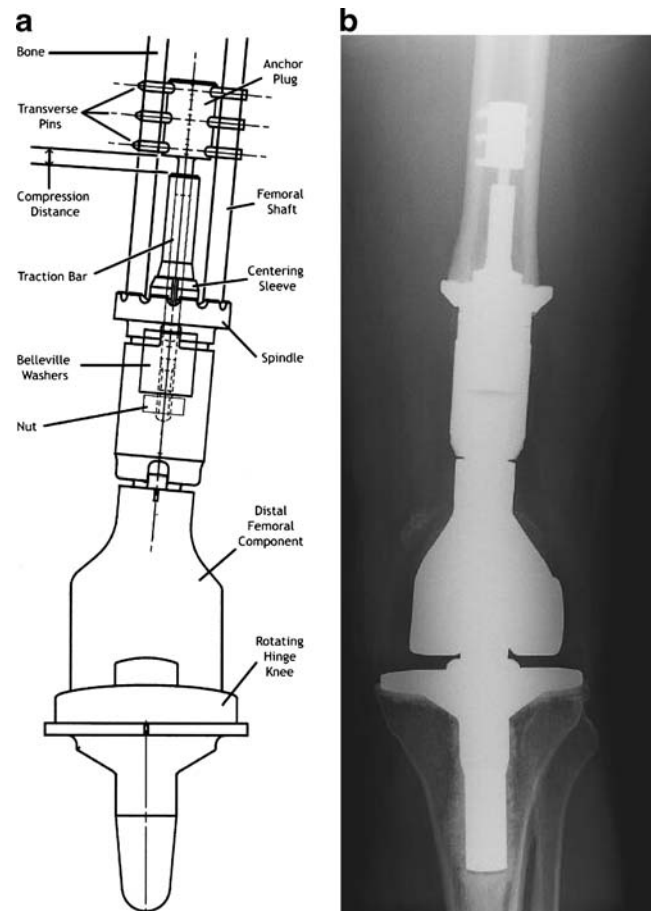 a
b
Bone
Anchor
Plug
Transverse
Pins
Compression
Distance
Femoral
Shaft
Traction Bar
Centering
Sleeve
Spindle
Belleville
Washers
Nut
Distal
Femoral
Component
Rotating
Hinge
Knee